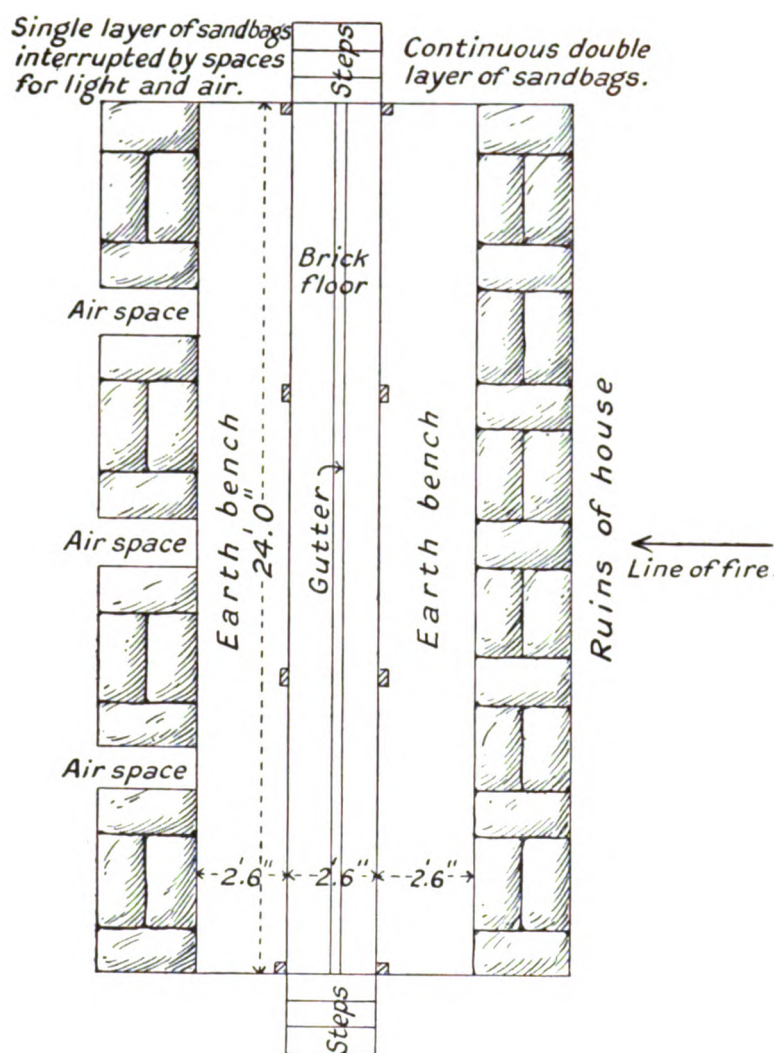 Single layer of sandbags
interrupted by spaces
for light and air.
Steps
Continuous double
layer of sandbags.
Brick
floor
Air space
Earth bench
24'.0"
Gutter
Earth bench
Ruins of house
Air space
Line of fire.
Air space
2'.6"
2'.6"
2'.6"
Steps